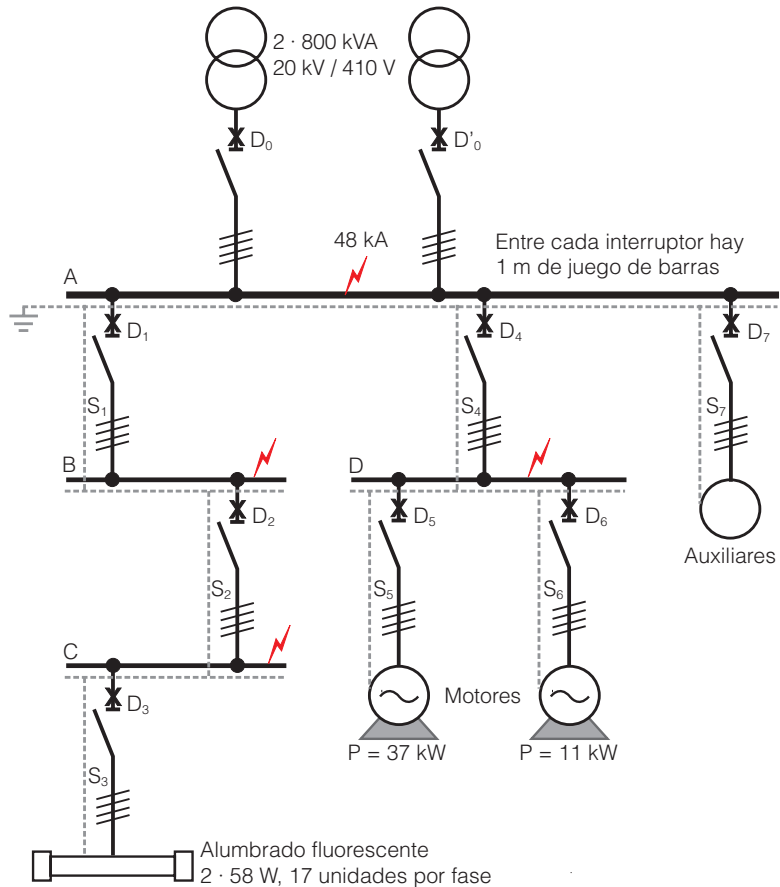 2 · 800 kVA
20 kV / 410 V
D₀
D'₀
48 kA
Entre cada interruptor hay
1 m de juego de barras
A
D₁
D₄
D₇
S₁
S₄
S₇
B
D
D₂
D₅
D₆
Auxiliares
S₂
S₅
S₆
C
D₃
Motores
P = 37 kW
P = 11 kW
S₃
Alumbrado fluorescente
2 · 58 W, 17 unidades por fase